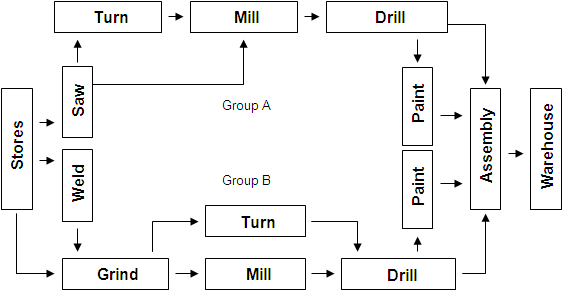 Turn
Mill
Drill
Stores
Saw
Group A
Paint
Assembly
Warehouse
Weld
Group B
Paint
Turn
Grind
Mill
Drill